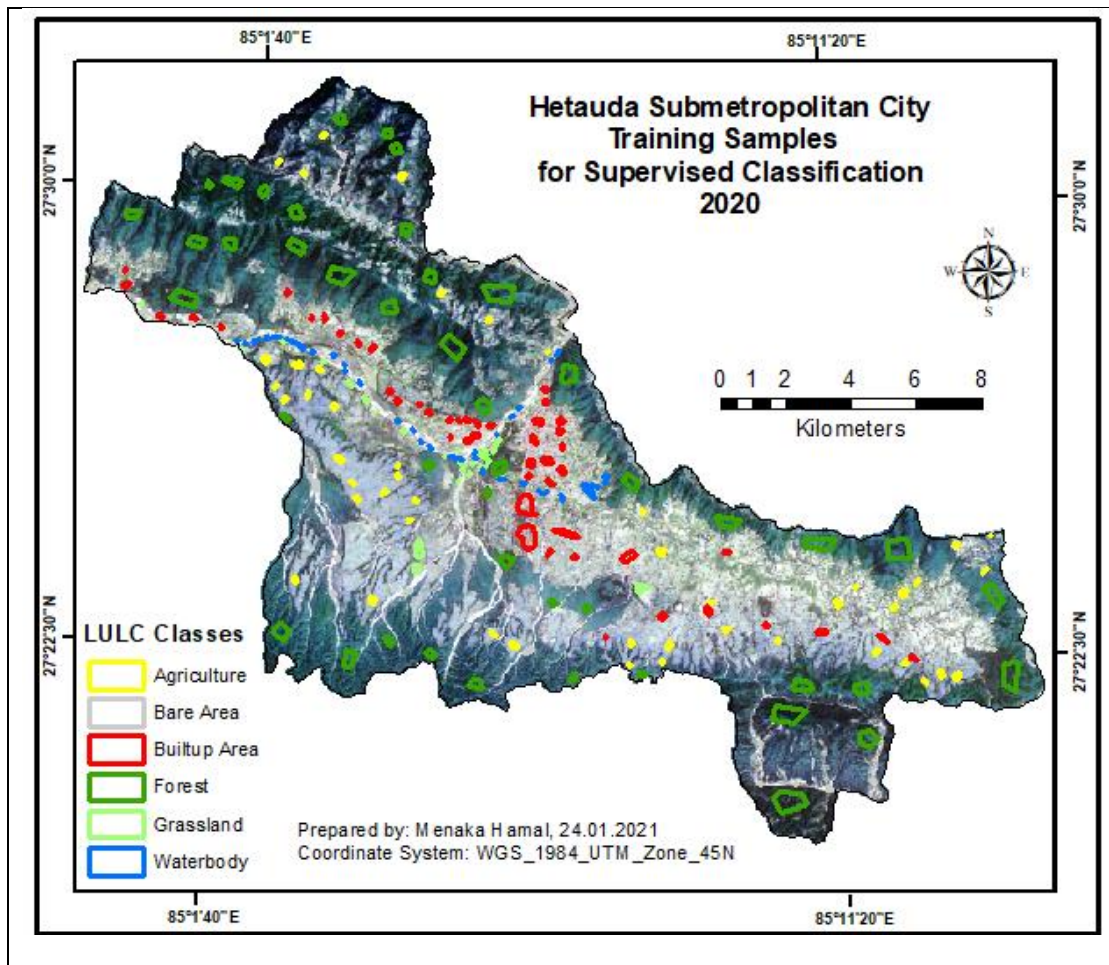 85°1'40"E
85°11'20"E
Hetauda Submetropolitan City
Training Samples
for Supervised Classification
2020
27°30'0"N
27°30'0"N
N
W
E
S
0 1 2 4 6 8
Kilometers
27°22'30"N
27°22'30"N
LULC Classes
Agriculture
Bare Area
Builtup Area
Forest
Grassland
Waterbody
Prepared by: Menaka Hamal, 24.01.2021
Coordinate System: WGS_1984_UTM_Zone_45N
85°1'40"E
85°11'20"E